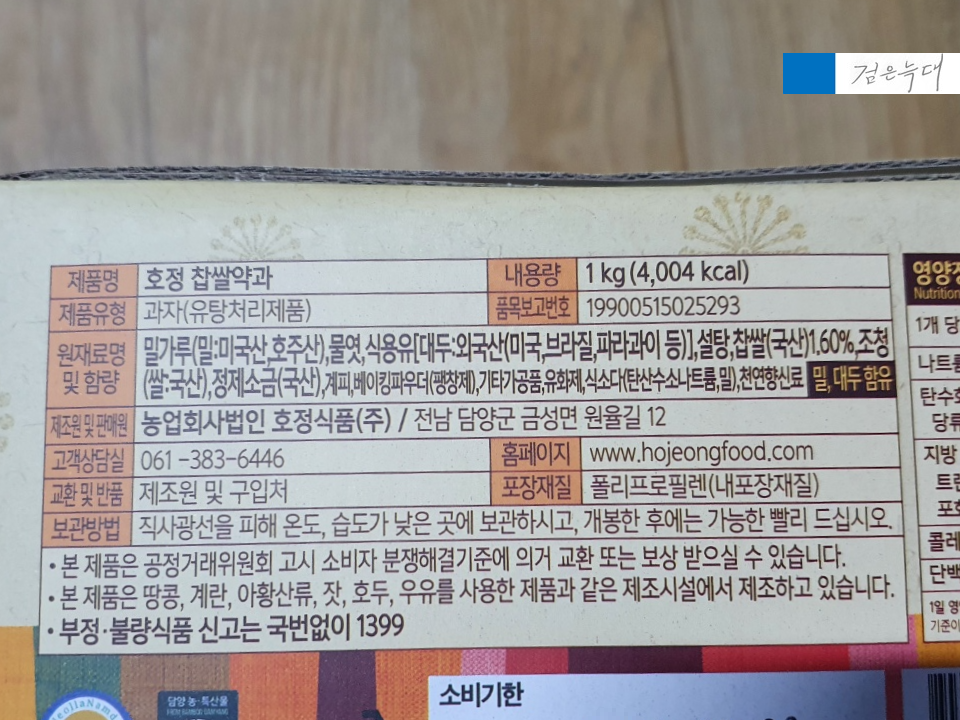 검은늑대
제품명 호정 찹쌀약과 내용량 1 kg (4,004 kcal)
제품유형 과자(유탕처리제품) 품목보고번호 19900515025293
원재료명 및 함량 밀가루(밀:미국산,호주산),물엿,식용유[대두:외국산(미국,브라질,파라과이 등)],설탕,찹쌀(국산)1.60%,조청
(쌀:국산),정제소금(국산),계피,베이킹파우더(팽창제),기타가공품,유화제,식소다(탄산수소나트륨,밀),천연향신료 밀, 대두 함유
제조원 및 판매원 농업회사법인 호정식품(주) / 전남 담양군 금성면 원율길 12
고객상담실 061 -383-6446 홈페이지 www.hojeongfood.com
교환 및 반품 제조원 및 구입처 포장재질 폴리프로필렌(내포장재질)
보관방법 직사광선을 피해 온도, 습도가 낮은 곳에 보관하시고, 개봉한 후에는 가능한 빨리 드십시오.
• 본 제품은 공정거래위원회 고시 소비자 분쟁해결기준에 의거 교환 또는 보상 받으실 수 있습니다.
• 본 제품은 땅콩, 계란, 아황산류, 잣, 호두, 우유를 사용한 제품과 같은 제조시설에서 제조하고 있습니다.
• 부정·불량식품 신고는 국번없이 1399
Nutrition
1개 당
나트륨
당류
지방
1일
담양 농·특산물
소비기한